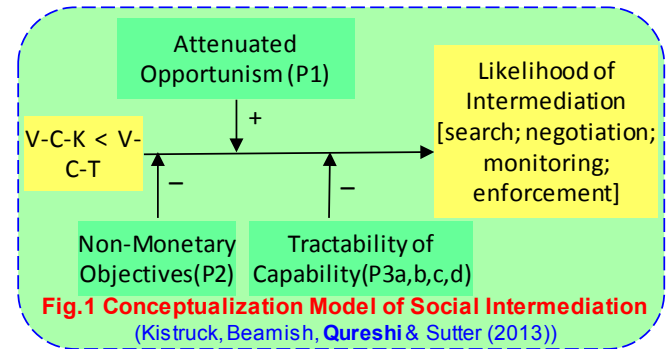 Attenuated
Opportunism (P1)
Likelihood of
Intermediation
[search; negotiation;
monitoring;
enforcement]
+
V-C-K < V-
C-T
–
–
Non-Monetary
Objectives(P2)
Tractability of
Capability(P3a,b,c,d)
Fig.1 Conceptualization Model of Social Intermediation
(Kistruck, Beamish, Qureshi & Sutter (2013))